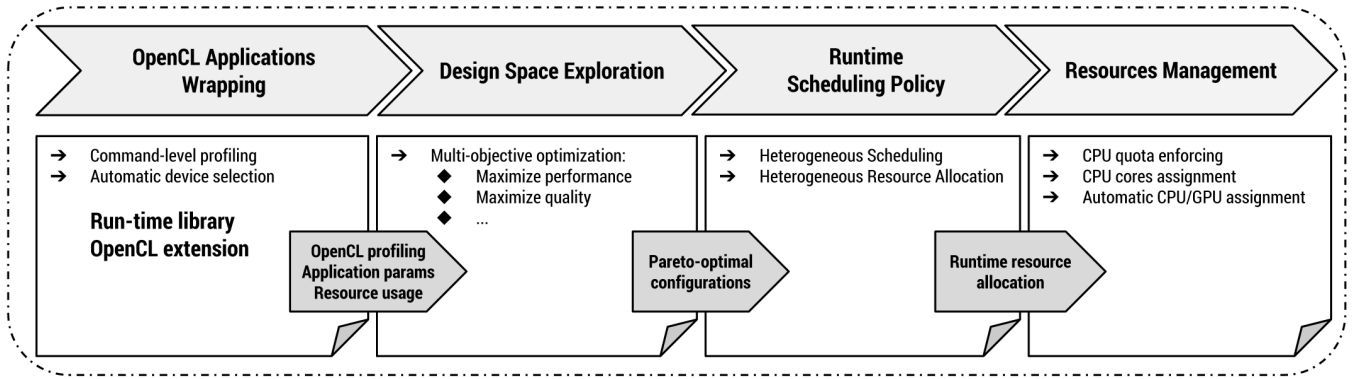 OpenCL Applications
Wrapping
Design Space Exploration
Runtime
Scheduling Policy
Resources Management
➔ Command-level profiling
➔ Automatic device selection
Run-time library
OpenCL extension
OpenCL profiling
Application params
Resource usage
➔ Multi-objective optimization:
◆ Maximize performance
◆ Maximize quality
◆ ...
Pareto-optimal
configurations
➔ Heterogeneous Scheduling
➔ Heterogeneous Resource Allocation
Runtime resource
allocation
➔ CPU quota enforcing
➔ CPU cores assignment
➔ Automatic CPU/GPU assignment